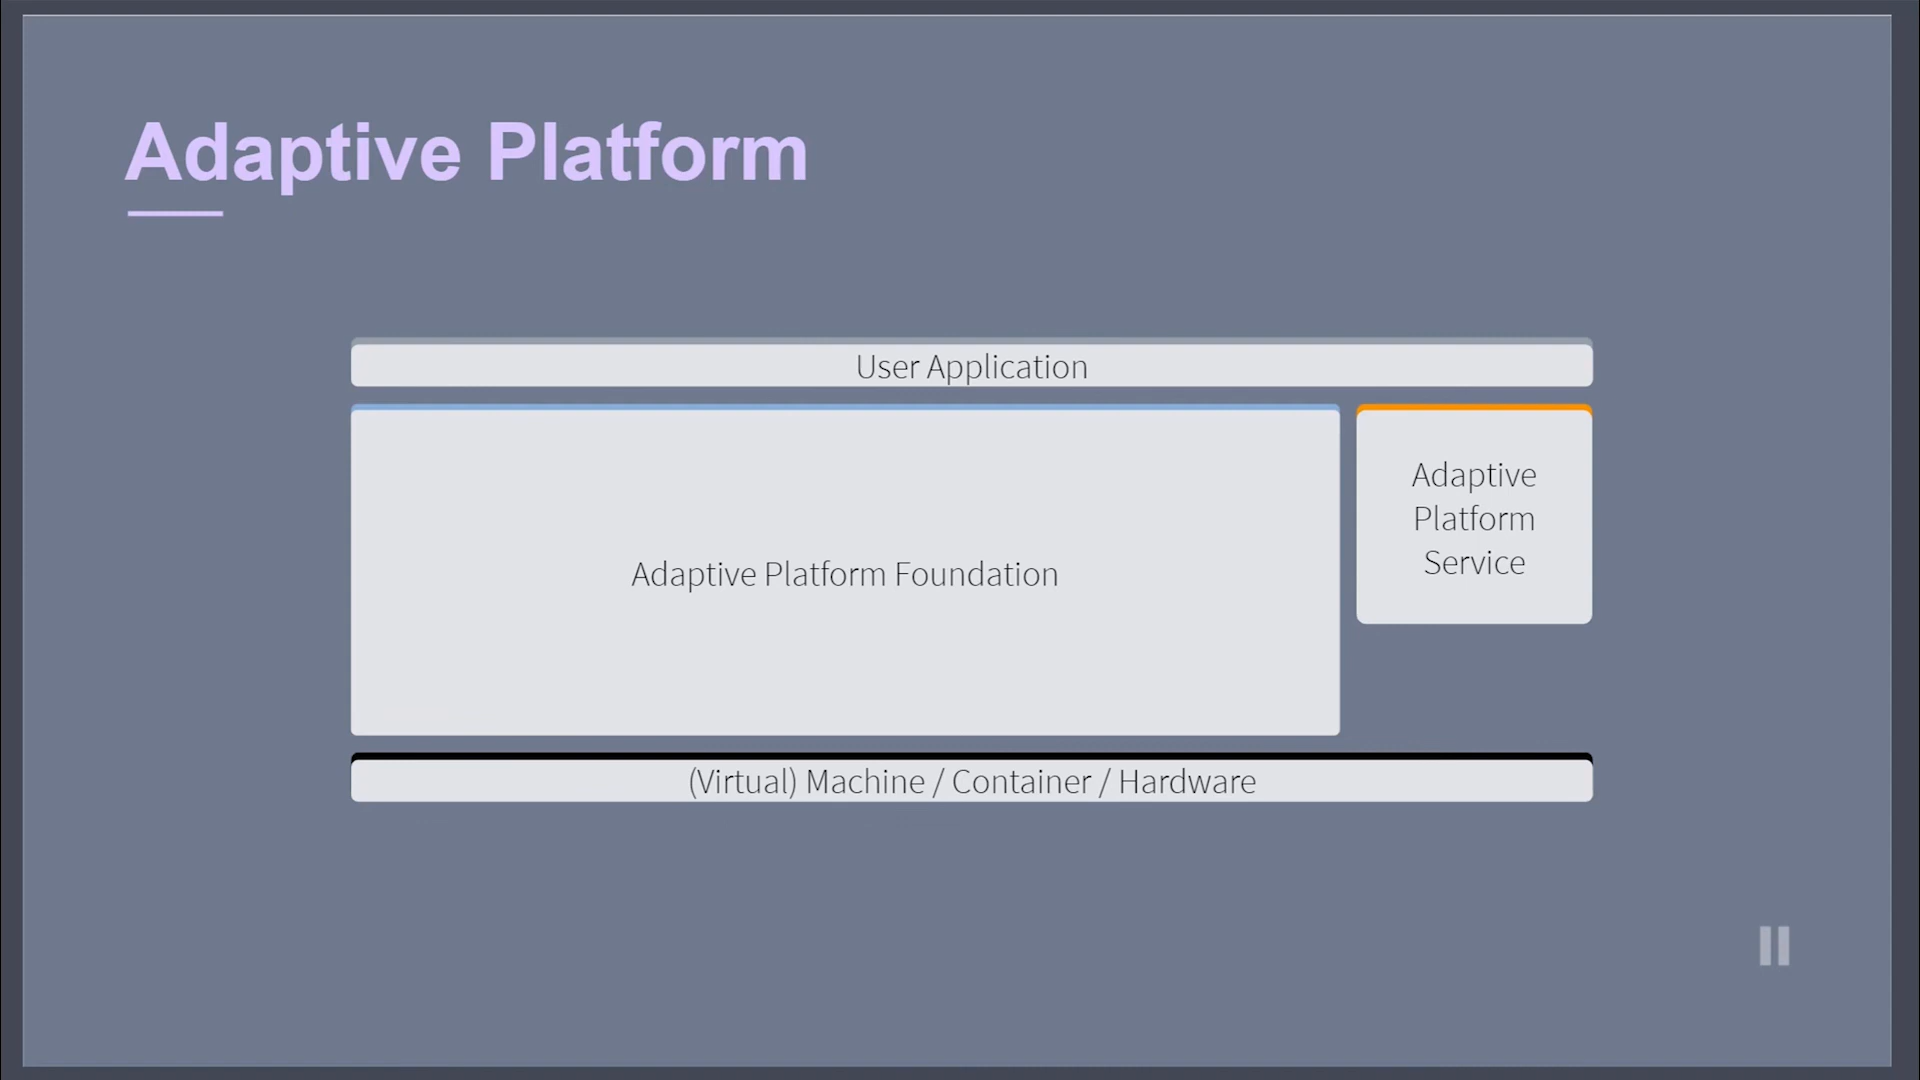 Adaptive Platform
User Application
Adaptive Platform Foundation
Adaptive
Platform
Service
(Virtual) Machine / Container / Hardware